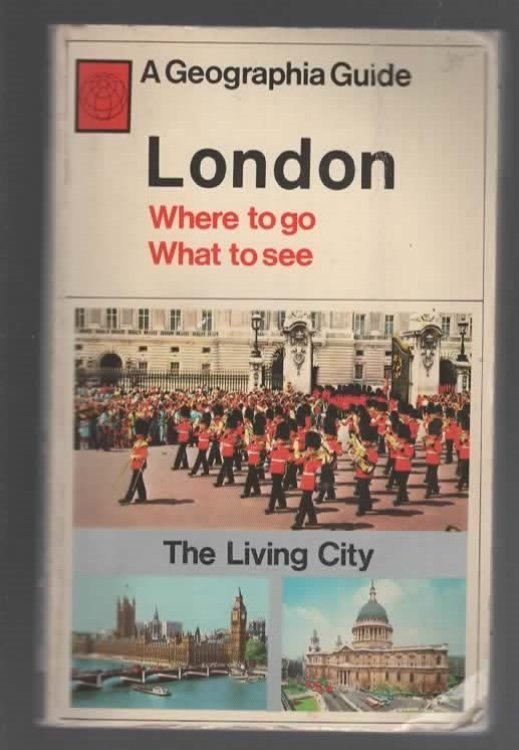 A Geographia Guide
London
Where to go
What to see
The Living City